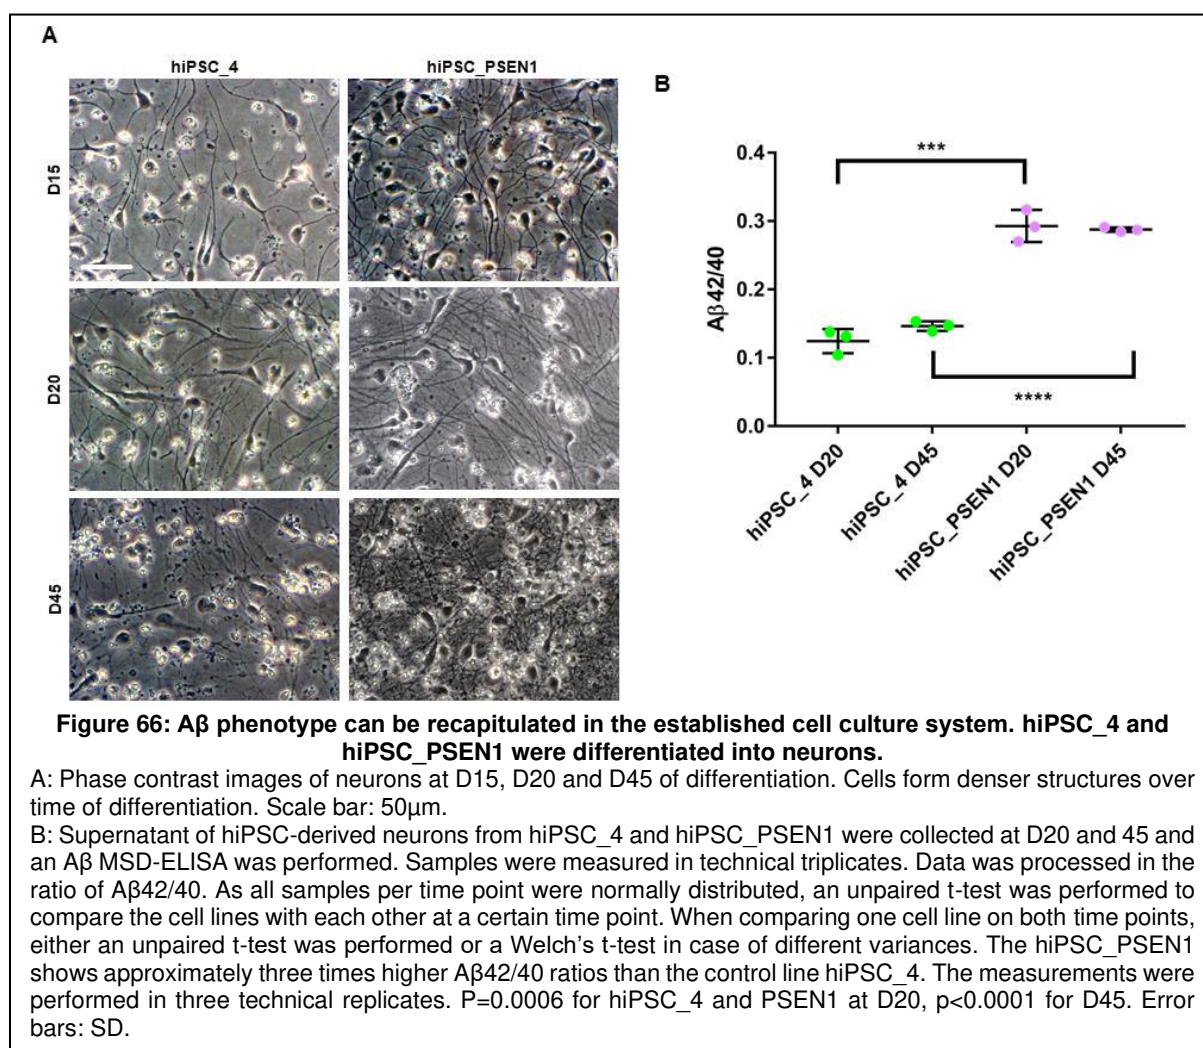 A
hiPSC_4
hiPSC_PSEN1
D15
D20
D45
B
Aβ42/40
0.4
0.3
0.2
0.1
0.0
***
****
hiPSC_4 D20
hiPSC_4 D45
hiPSC_PSEN1 D20
hiPSC_PSEN1 D45
Figure 66: Aβ phenotype can be recapitulated in the established cell culture system. hiPSC_4 and
hiPSC_PSEN1 were differentiated into neurons.
A: Phase contrast images of neurons at D15, D20 and D45 of differentiation. Cells form denser structures over
time of differentiation. Scale bar: 50µm.
B: Supernatant of hiPSC-derived neurons from hiPSC_4 and hiPSC_PSEN1 were collected at D20 and 45 and
an Aβ MSD-ELISA was performed. Samples were measured in technical triplicates. Data was processed in the
ratio of Aβ42/40. As all samples per time point were normally distributed, an unpaired t-test was performed to
compare the cell lines with each other at a certain time point. When comparing one cell line on both time points,
either an unpaired t-test was performed or a Welch's t-test in case of different variances. The hiPSC_PSEN1
shows approximately three times higher Aβ42/40 ratios than the control line hiPSC_4. The measurements were
performed in three technical replicates. P=0.0006 for hiPSC_4 and PSEN1 at D20, p<0.0001 for D45. Error
bars: SD.